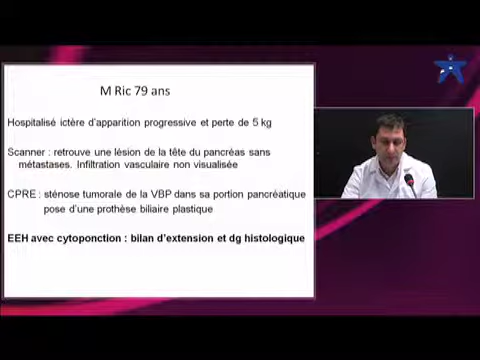 M Ric 79 ans
Hospitalisé ictère d'apparition progressive et perte de 5 kg
Scanner : retrouve une lésion de la tête du pancréas sans
métastases. Infiltration vasculaire non visualisée
CPRE : sténose tumorale de la VBP dans sa portion pancréatique
pose d'une prothèse biliaire plastique
EEH avec cytoponction : bilan d'extension et dg histologique